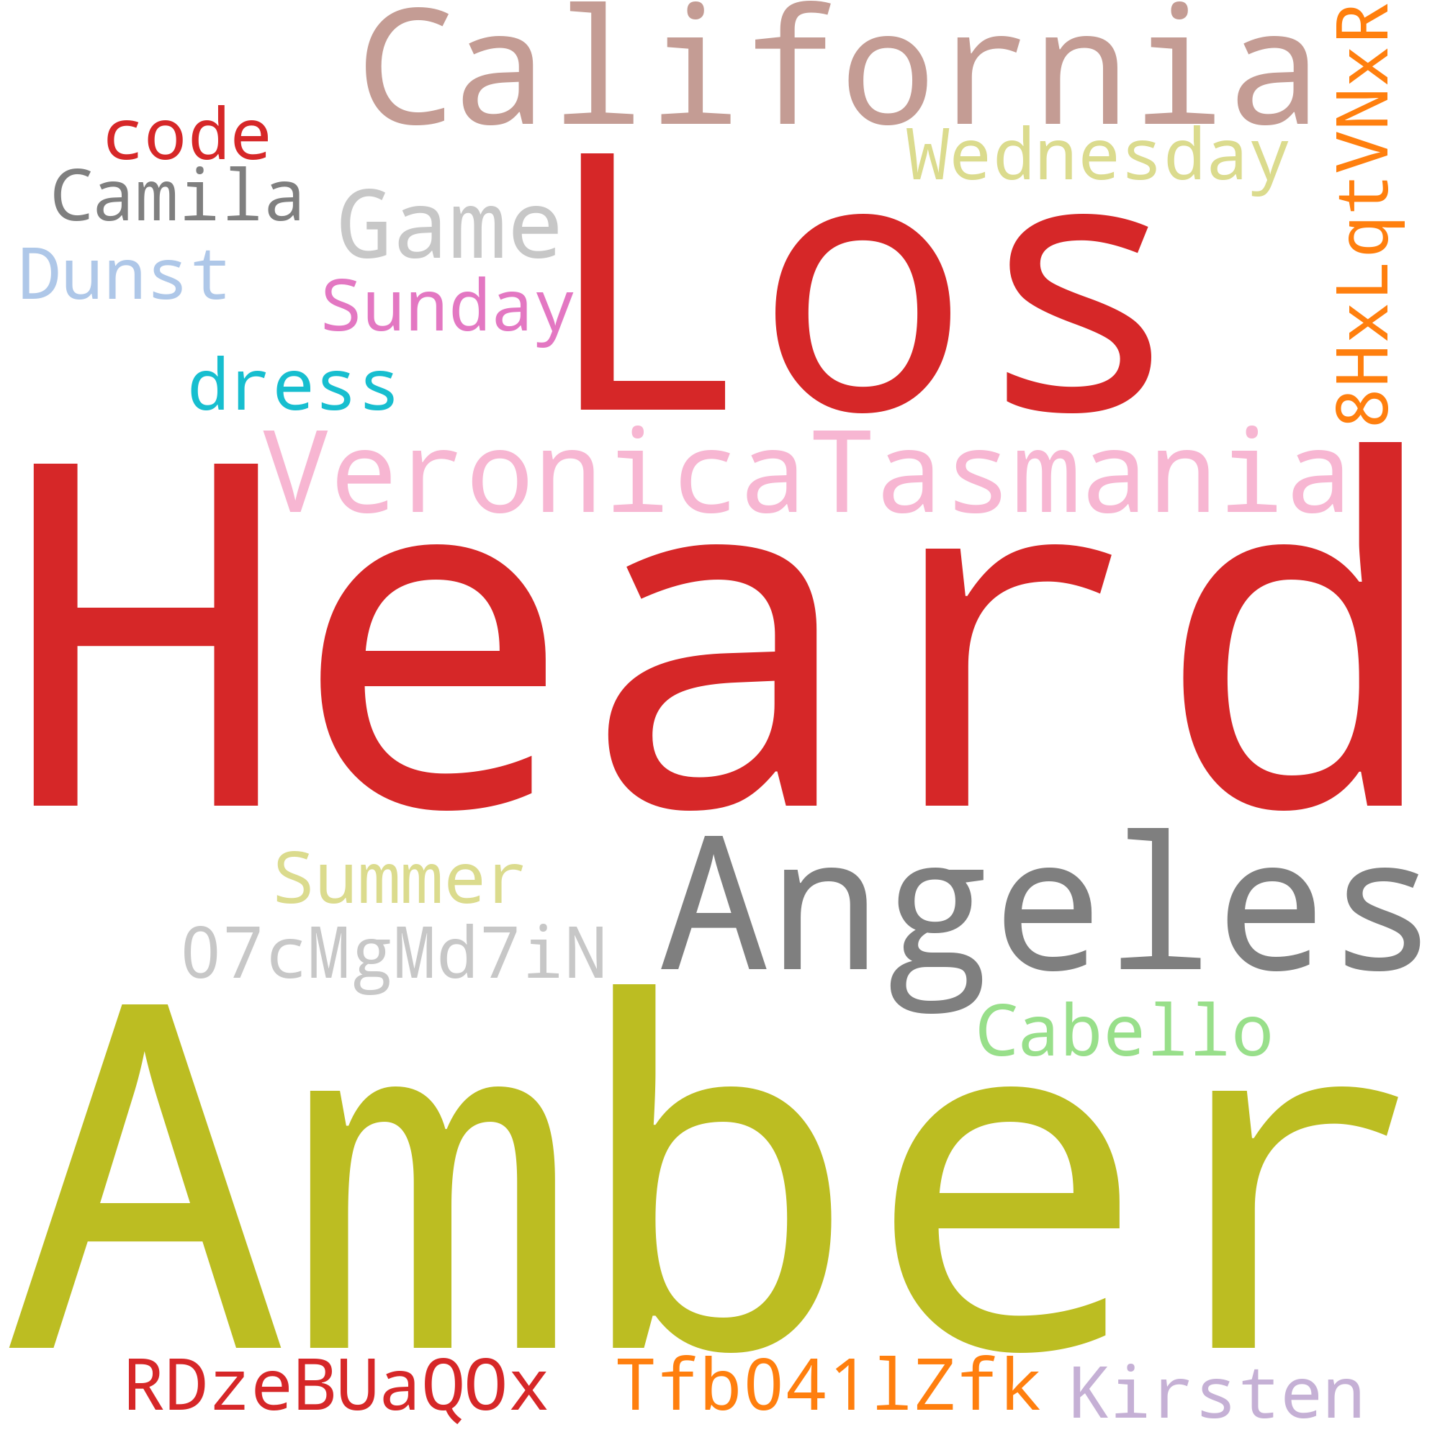 California
8HxLqtVNxR
code
Wednesday
Camila
Game
Los
Dunst
Sunday
dress
VeronicaTasmania
Heard
Angeles
Summer
07cMgMd7iN
Cabello
Amber
RDzeBUaQOx
Tfb041lZfk
Kirsten